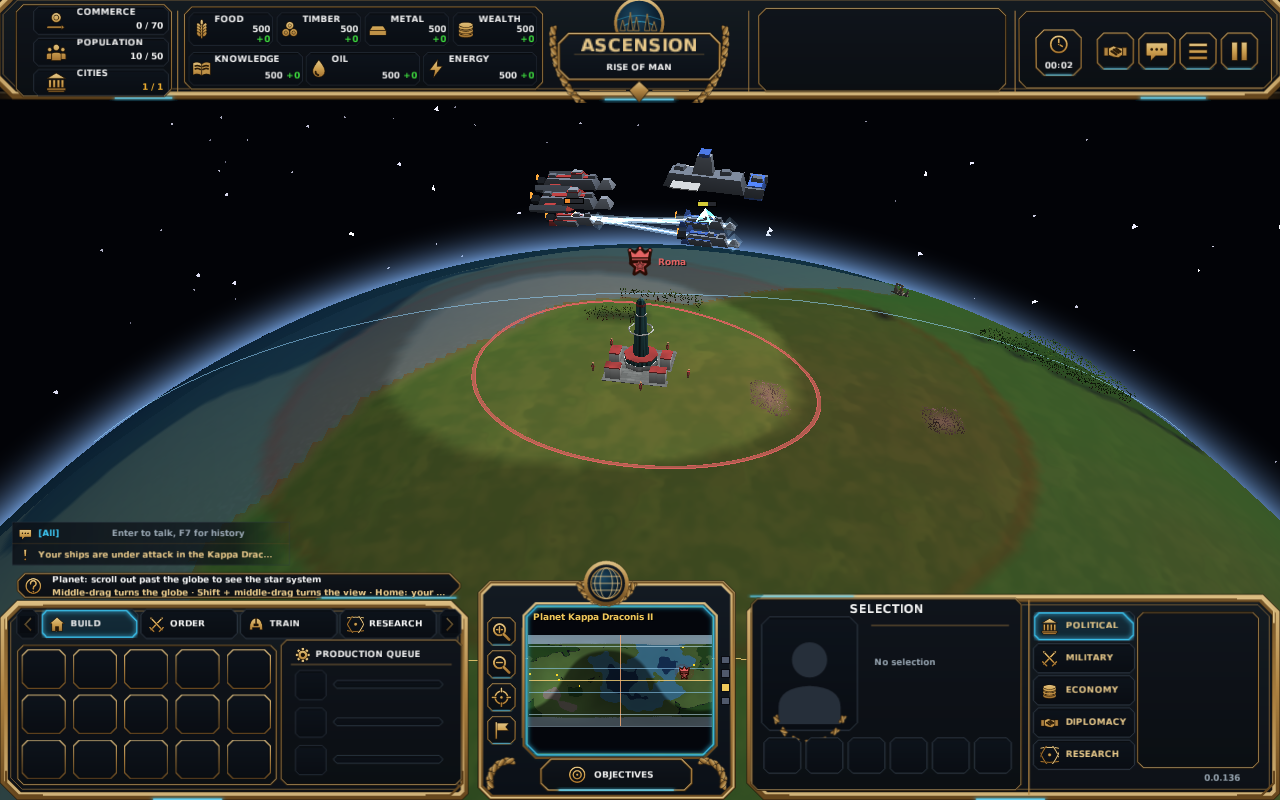 COMMERCE
0 / 70
POPULATION
10 / 50
CITIES
1 / 1
FOOD
500
+0
TIMBER
500
+0
METAL
500
+0
WEALTH
500
+0
KNOWLEDGE
500 +0
OIL
500 +0
ENERGY
500 +0
ASCENSION
RISE OF MAN
00:02
Roma
[All] Enter to talk, F7 for history
! Your ships are under attack in the Kappa Drac...
? Planet: scroll out past the globe to see the star system
Middle-drag turns the globe · Shift + middle-drag turns the view · Home: your ...
BUILD
ORDER
TRAIN
RESEARCH
PRODUCTION QUEUE
Planet Kappa Draconis II
OBJECTIVES
SELECTION
No selection
POLITICAL
MILITARY
ECONOMY
DIPLOMACY
RESEARCH
0.0.136